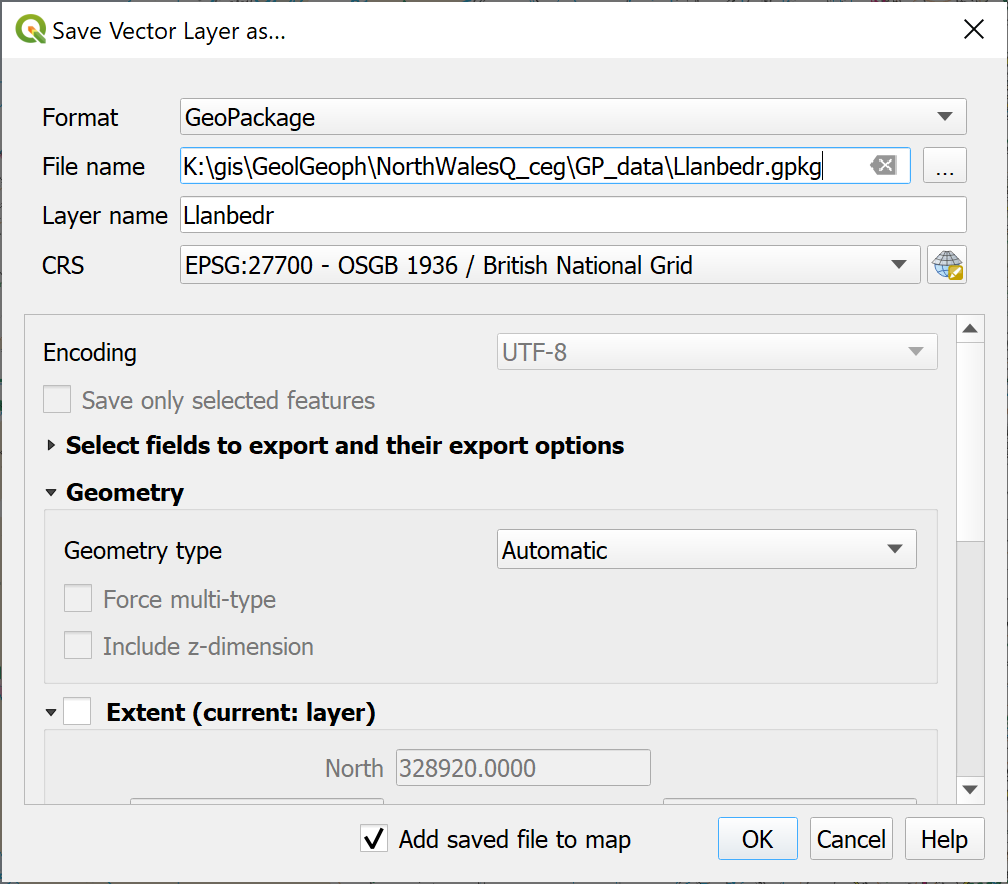 Save Vector Layer as...
Format GeoPackage
File name K:\gis\GeolGeoph\NorthWalesQ_ceg\GP_data\Llanbedr.gpkg ...
Layer name Llanbedr
CRS EPSG:27700 - OSGB 1936 / British National Grid
Encoding UTF-8
Save only selected features
Select fields to export and their export options
Geometry
Geometry type Automatic
Force multi-type
Include z-dimension
Extent (current: layer)
North 328920.0000
Add saved file to map OK Cancel Help